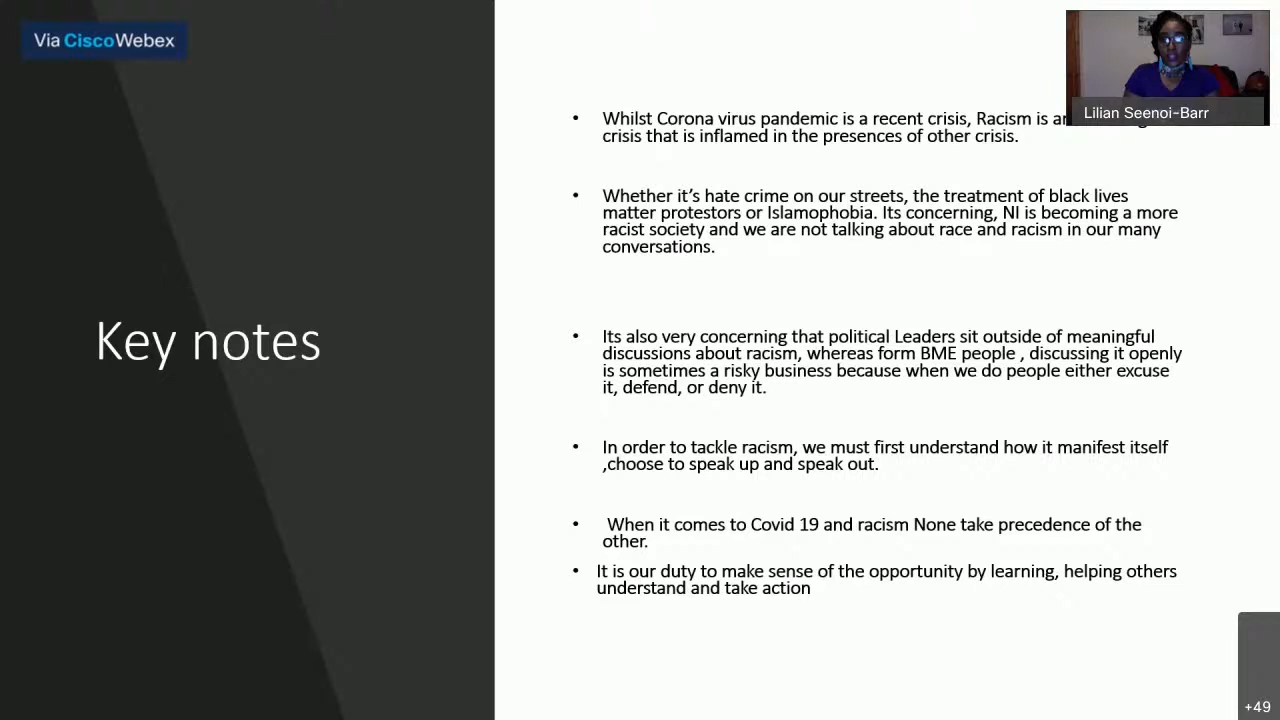 Via Cisco Webex
Lilian Seenoi-Barr
Key notes
• Whilst Corona virus pandemic is a recent crisis, Racism is
crisis that is inflamed in the presences of other crisis.
• Whether it’s hate crime on our streets, the treatment of black lives
matter protestors or Islamophobia. Its concerning, NI is becoming a more
racist society and we are not talking about race and racism in our many
conversations.
• Its also very concerning that political Leaders sit outside of meaningful
discussions about racism, whereas form BME people , discussing it openly
is sometimes a risky business because when we do people either excuse
it, defend, or deny it.
• In order to tackle racism, we must first understand how it manifest itself
,choose to speak up and speak out.
• When it comes to Covid 19 and racism None take precedence of the
other.
• It is our duty to make sense of the opportunity by learning, helping others
understand and take action
+49